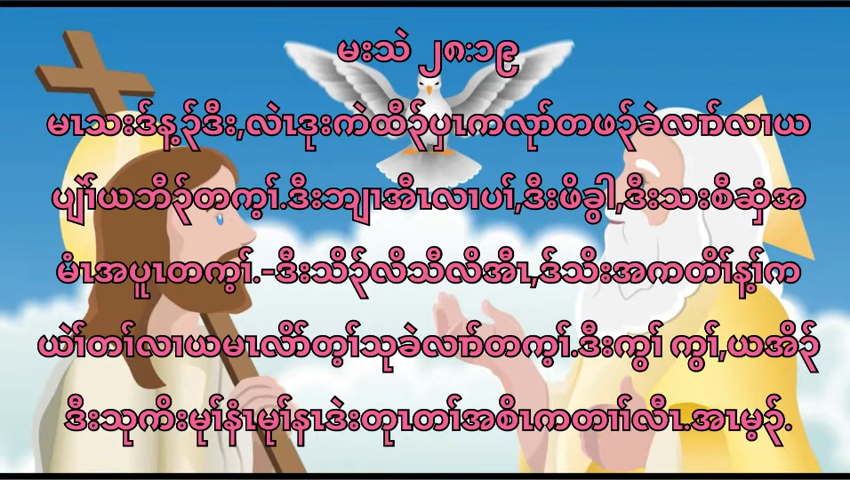 မးသဲ ၂၈:၁၉
မၤသးဒ်န့ၣ်ဒီး,လဲၤဒုးကဲထီၣ်ပှၤကလုာ်တဖၣ်ခဲလၢာ်လၢယ
ပျဲၢ်ယဘီၣ်တက့ၢ်.ဒီးဘျၢအီၤလၢပၢ်,ဒီးဖိခွါ,ဒီးသးစီဆှံအ
မံၤအပူၤတက့ၢ်.-ဒီးသိၣ်လိသီလိအီၤ,ဒ်သိးအကတိၢ်န့ၢ်က
ယဲၢ်တၢ်လၢယမၤလိာ်တ့ၢ်သုခဲလၢာ်တက့ၢ်.ဒီးကွၢ် ကွၢ်,ယအိၣ်
ဒီးသုကိးမုၢ်နံၤမုၢ်နၤဒဲးတုၤတၢ်အစိၤကတၢၢ်လီၤ.အၤမ့ၣ်.